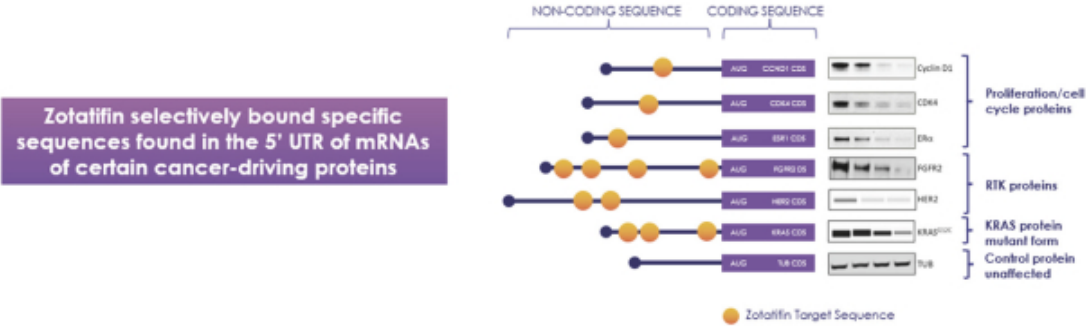 NON-CODING SEQUENCE
CODING SEQUENCE
Zotatifin selectively bound specific
sequences found in the 5' UTR of mRNAs
of certain cancer-driving proteins
AUG CCND1 CDS
Cyclin D1
AUG CDK4 CDS
CDK4
AUG ESR1 CDS
ERα
Proliferation/cell
cycle proteins
AUG FGFR2 DS
FGFR2
AUG HER2 CDS
HER2
RTK proteins
AUG KRAS CDS
KRAS
KRAS protein
mutant form
AUG TUB CDS
TUB
Control protein
unaffected
Zotatifin Target Sequence